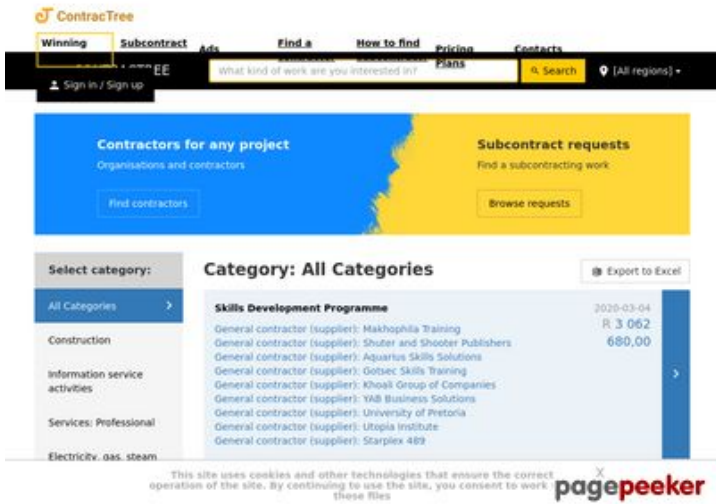 ContracTree
Winning
Subcontract
Ads
Find a
How to find
Pricing
Plans
Contacts
EE
What kind of work are you interested in?
Search
[All regions]
Sign in / Sign up
Contractors for any project
Organisations and contractors
Find contractors
Subcontract requests
Find a subcontracting work
Browse requests
Select category:
All Categories
Construction
Information service
activities
Services: Professional
Electricity, gas, steam
Category: All Categories
Export to Excel
Skills Development Programme
2020-03-04
R 3 062
680,00
General contractor (supplier): Makhophila Training
General contractor (supplier): Shuter and Shooter Publishers
General contractor (supplier): Aquarius Skills Solutions
General contractor (supplier): Gotsec Skills Training
General contractor (supplier): Khoali Group of Companies
General contractor (supplier): YAB Business Solutions
General contractor (supplier): University of Pretoria
General contractor (supplier): Utopia Institute
General contractor (supplier): Starplex 489
This site uses cookies and other technologies that ensure the correct
operation of the site. By continuing to use the site, you consent to work
those files
X
pagepeeker